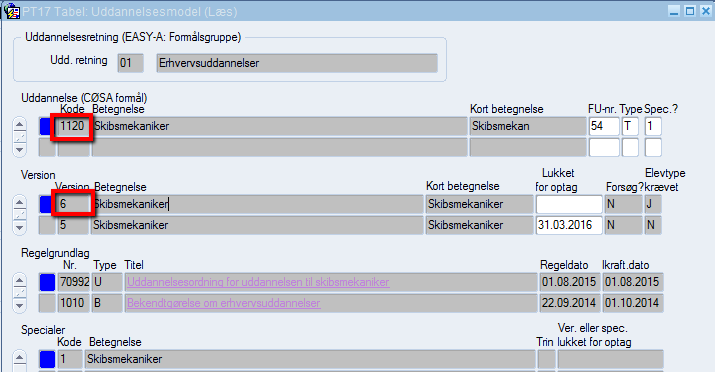 PT17 Tabel: Uddannelsesmodel (Læs)
Uddannelsesretning (EASY-A: Formålsgruppe)
Udd. retning 01 Erhvervsuddannelser
Uddannelse (CØSA formål)
Kode Betegnelse Kort betegnelse FU-nr. Type Spec.?
1120 Skibsmekaniker Skibsmekan 54 T 1
Version Lukket Elevtype
Version Betegnelse Kort betegnelse for optag Forsøg? krævet
6 Skibsmekaniker Skibsmekaniker N J
5 Skibsmekaniker Skibsmekaniker 31.03.2016 N N
Regelgrundlag
Nr. Type Titel Regeldato Ikraft.dato
70992 U Uddannelsesordning for uddannelsen til skibsmekaniker 01.08.2015 01.08.2015
1010 B Bekendtgørelse om erhvervsuddannelser 22.09.2014 01.10.2014
Specialer Ver. eller spec.
Kode Betegnelse Trin lukket for optag
1 Skibsmekaniker